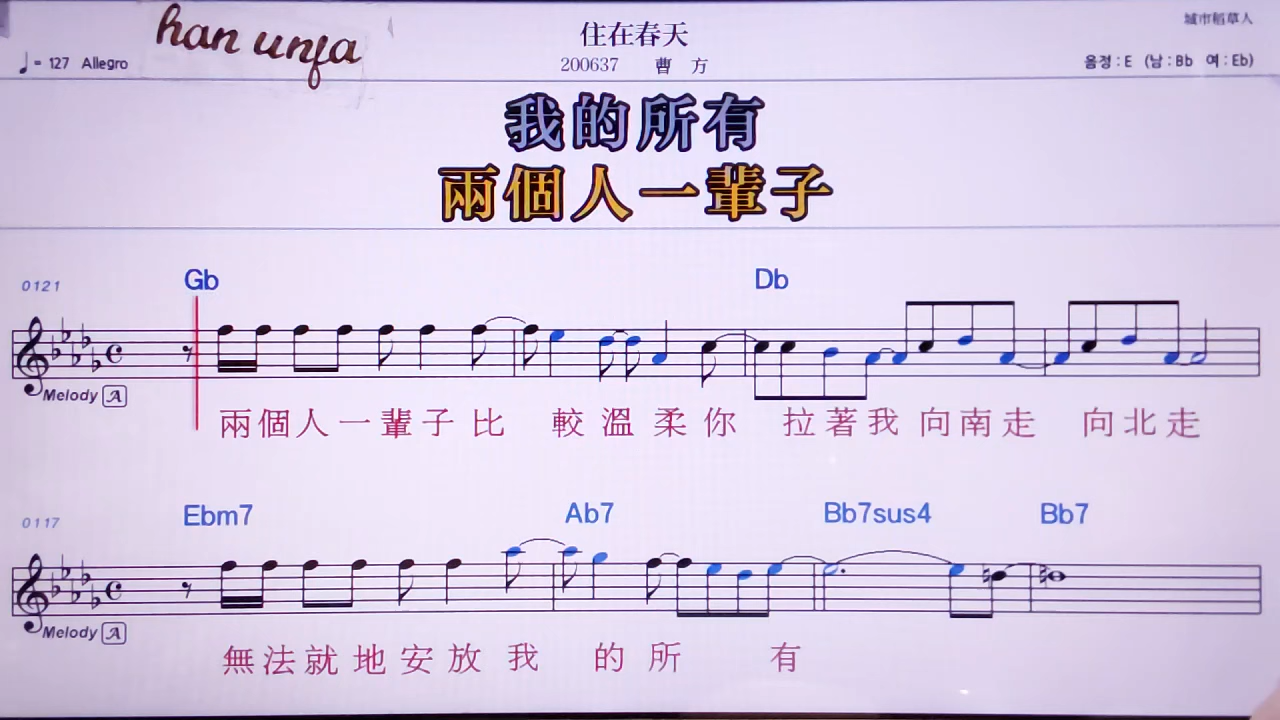 han unfa
住在春天
城市稻草人
♩= 127 Allegro
200637 曹 方
음정 : E (남 : Bb 여 : Eb)
我的所有
兩個人一輩子
0121
Gb Db
Melody A
兩個人一輩子比 較溫柔你 拉著我向南走 向北走
0117
Ebm7 Ab7 Bb7sus4 Bb7
Melody A
無法就地安放我 的所 有